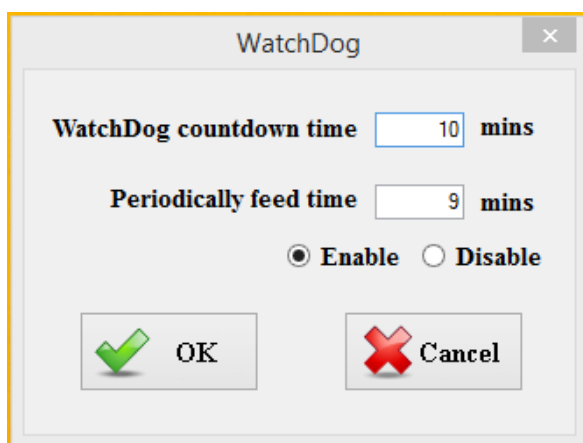 WatchDog
WatchDog countdown time 10 mins
Periodically feed time 9 mins
Enable Disable
OK Cancel